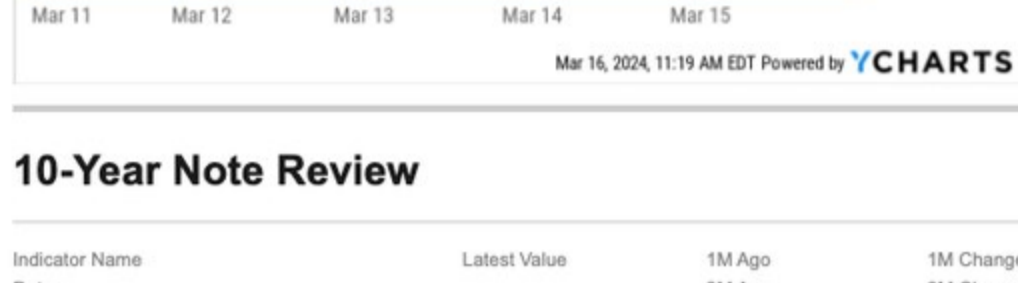 Mar 11 Mar 12 Mar 13 Mar 14 Mar 15
Mar 16, 2024, 11:19 AM EDT Powered by YCHARTS
10-Year Note Review
Indicator Name Latest Value 1M Ago 1M Change